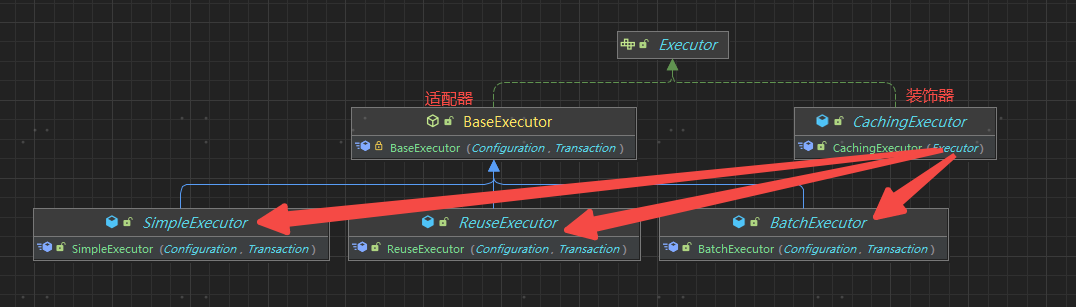 Executor
适配器
装饰器
BaseExecutor
CachingExecutor
BaseExecutor (Configuration, Transaction)
CachingExecutor (Executor)
SimpleExecutor
ReuseExecutor
BatchExecutor
SimpleExecutor (Configuration, Transaction)
ReuseExecutor (Configuration, Transaction)
BatchExecutor (Configuration, Transaction)